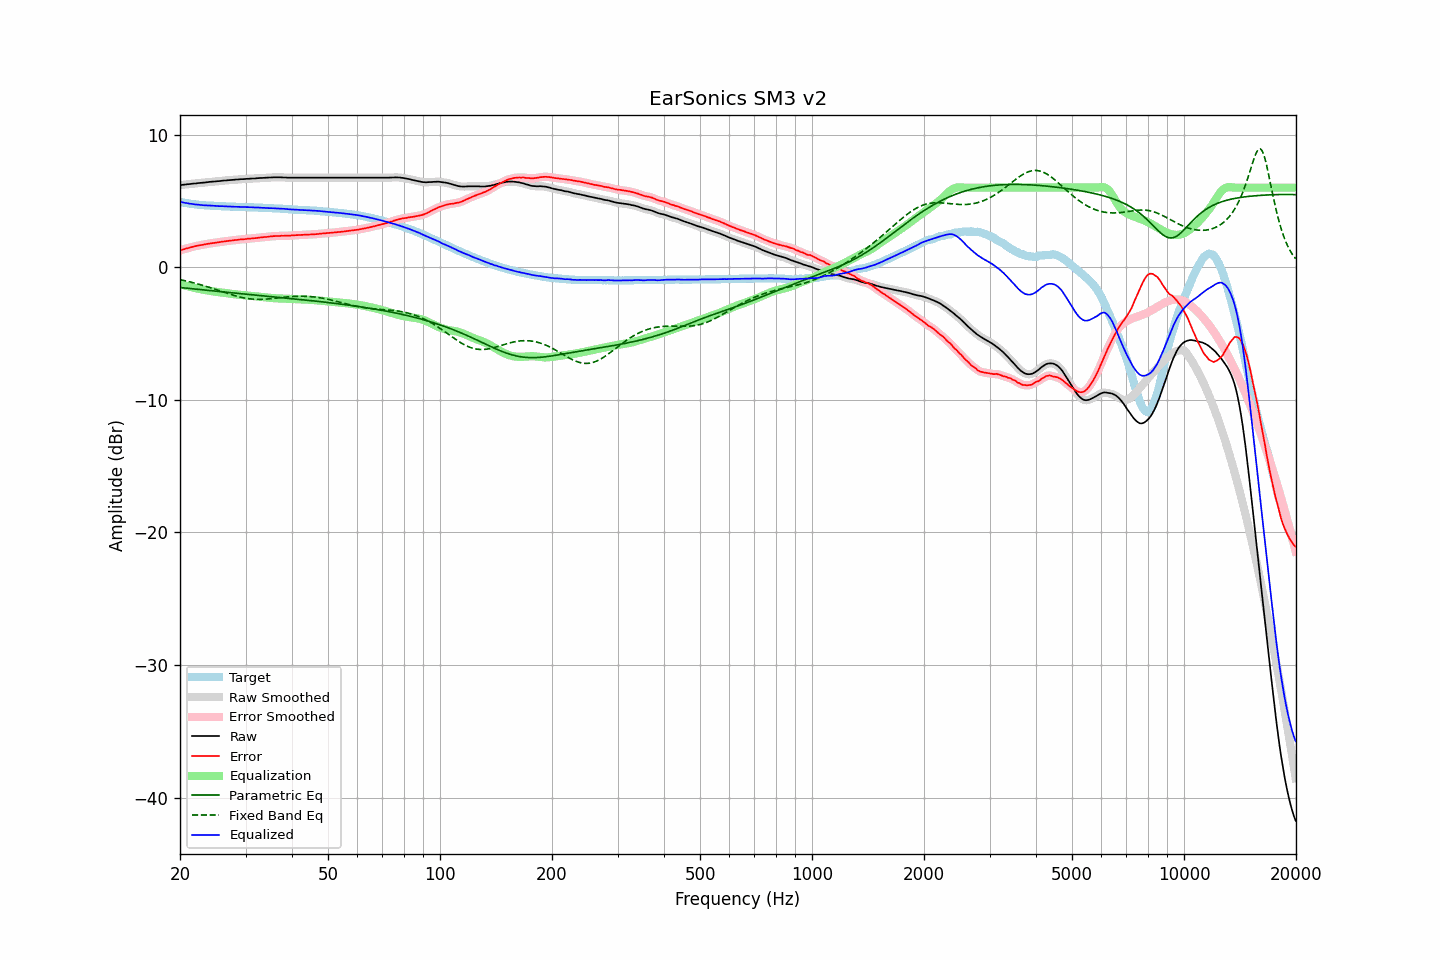 EarSonics SM3 v2
Amplitude (dBr)
10
0
−10
−20
−30
−40
Target
Raw Smoothed
Error Smoothed
Raw
Error
Equalization
Parametric Eq
Fixed Band Eq
Equalized
20 50 100 200 500 1000 2000 5000 10000 20000
Frequency (Hz)